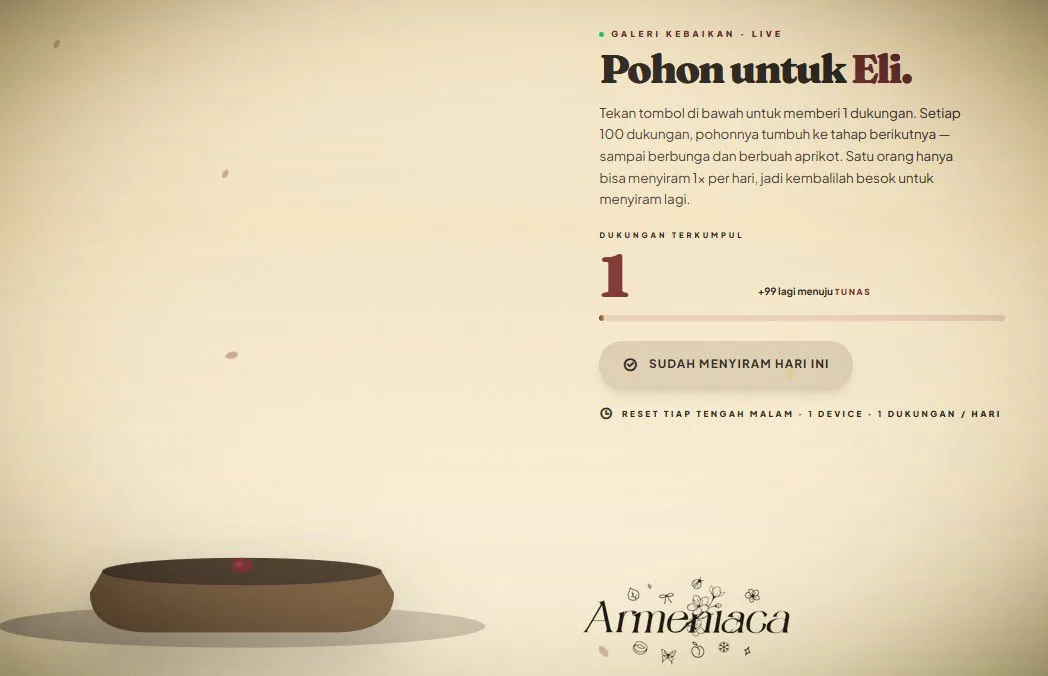 GALERI KEBAIKAN · LIVE
Pohon untuk Eli.
Tekan tombol di bawah untuk memberi 1 dukungan. Setiap
100 dukungan, pohonnya tumbuh ke tahap berikutnya —
sampai berbunga dan berbuah aprikot. Satu orang hanya
bisa menyiram 1× per hari, jadi kembalilah besok untuk
menyiram lagi.
DUKUNGAN TERKUMPUL
1
+99 lagi menuju TUNAS
SUDAH MENYIRAM HARI INI
RESET TIAP TENGAH MALAM · 1 DEVICE · 1 DUKUNGAN / HARI
Armeniaca